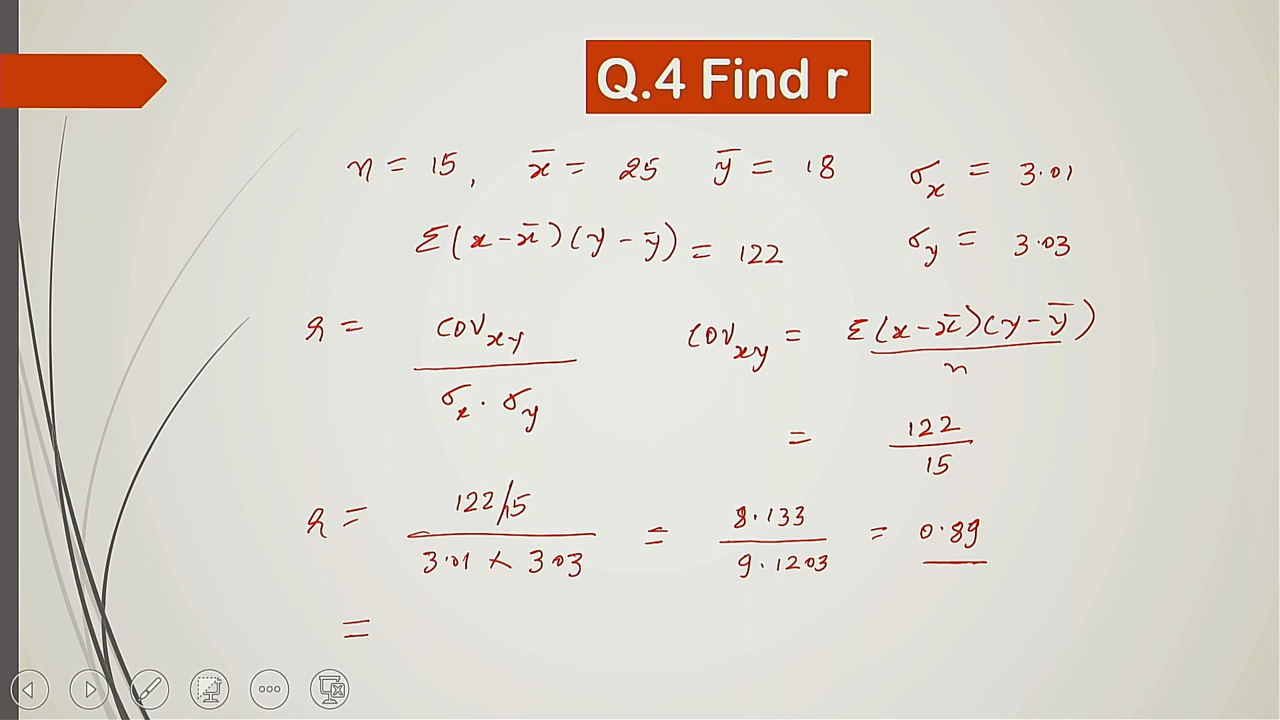 Q.4 Find r
n = 15, x̄ = 25 ȳ = 18 σx = 3.01
Σ(x-x̄)(y-ȳ) = 122 σy = 3.03
r = COVxy / σx . σy COVxy = Σ(x-x̄)(y-ȳ) / n
= 122 / 15
r = 122/15 / 3.01 × 3.03 = 8.133 / 9.1203 = 0.89
=